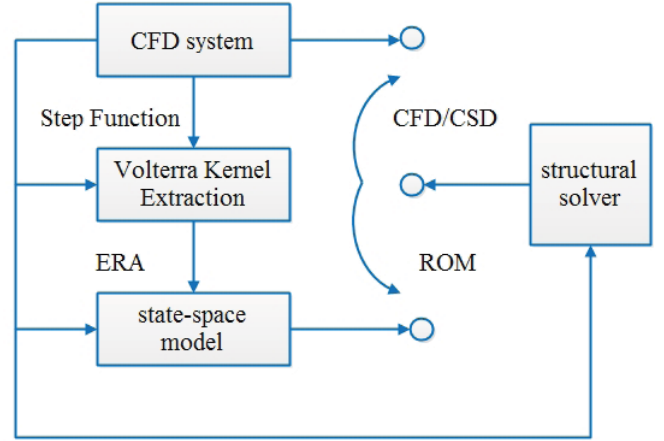 CFD system
Step Function
CFD/CSD
Volterra Kernel
Extraction
structural
solver
ERA
ROM
state-space
model